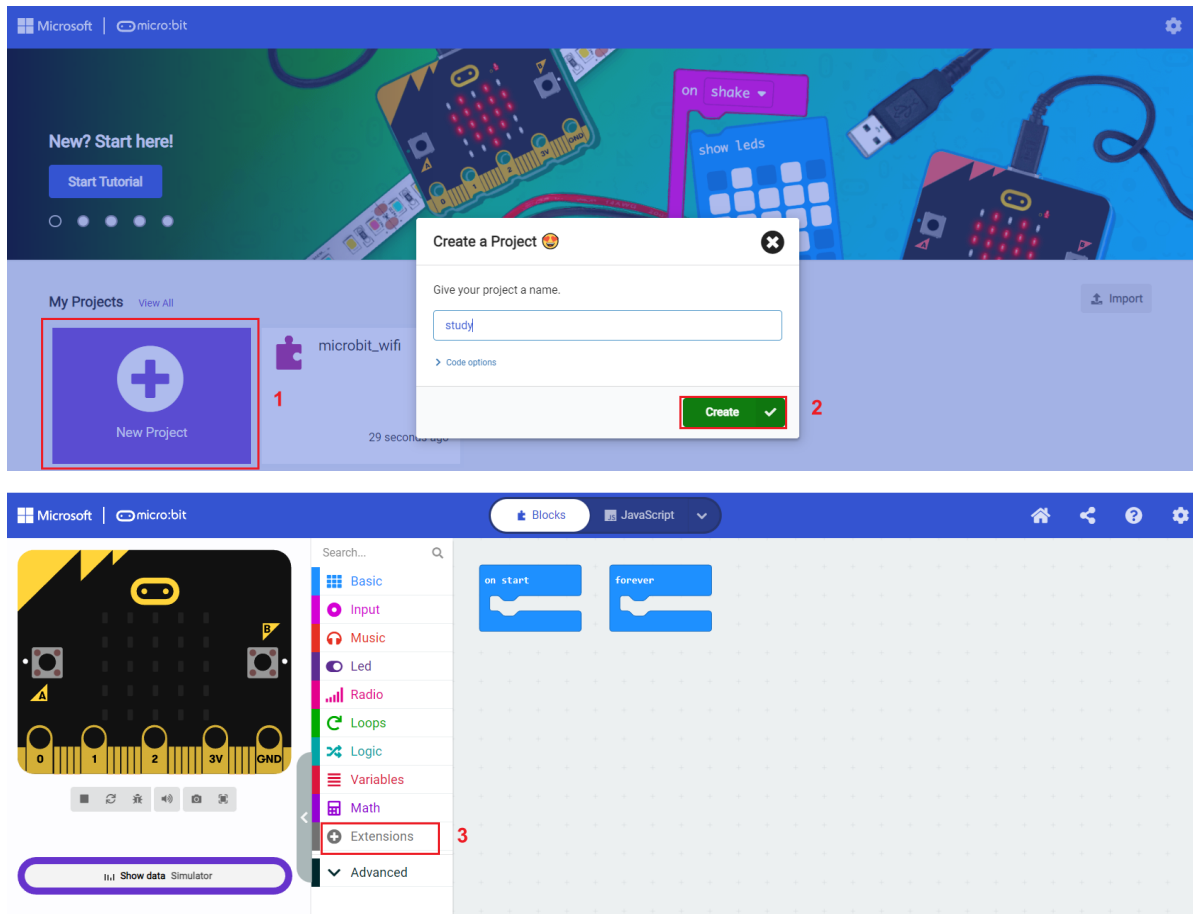 Microsoft | micro:bit
on shake
show leds
New? Start here!
Start Tutorial
Create a Project 😍
Give your project a name.
study
Code options
Create
2
My Projects View All
Import
microbit_wifi
1
New Project
29 seconds ago
Microsoft | micro:bit
Blocks
JS JavaScript
Search...
Basic
Input
Music
Led
Radio
Loops
Logic
Variables
Math
Extensions
3
Advanced
on start
forever
B
A
0 1 2 3V GND
Show data Simulator